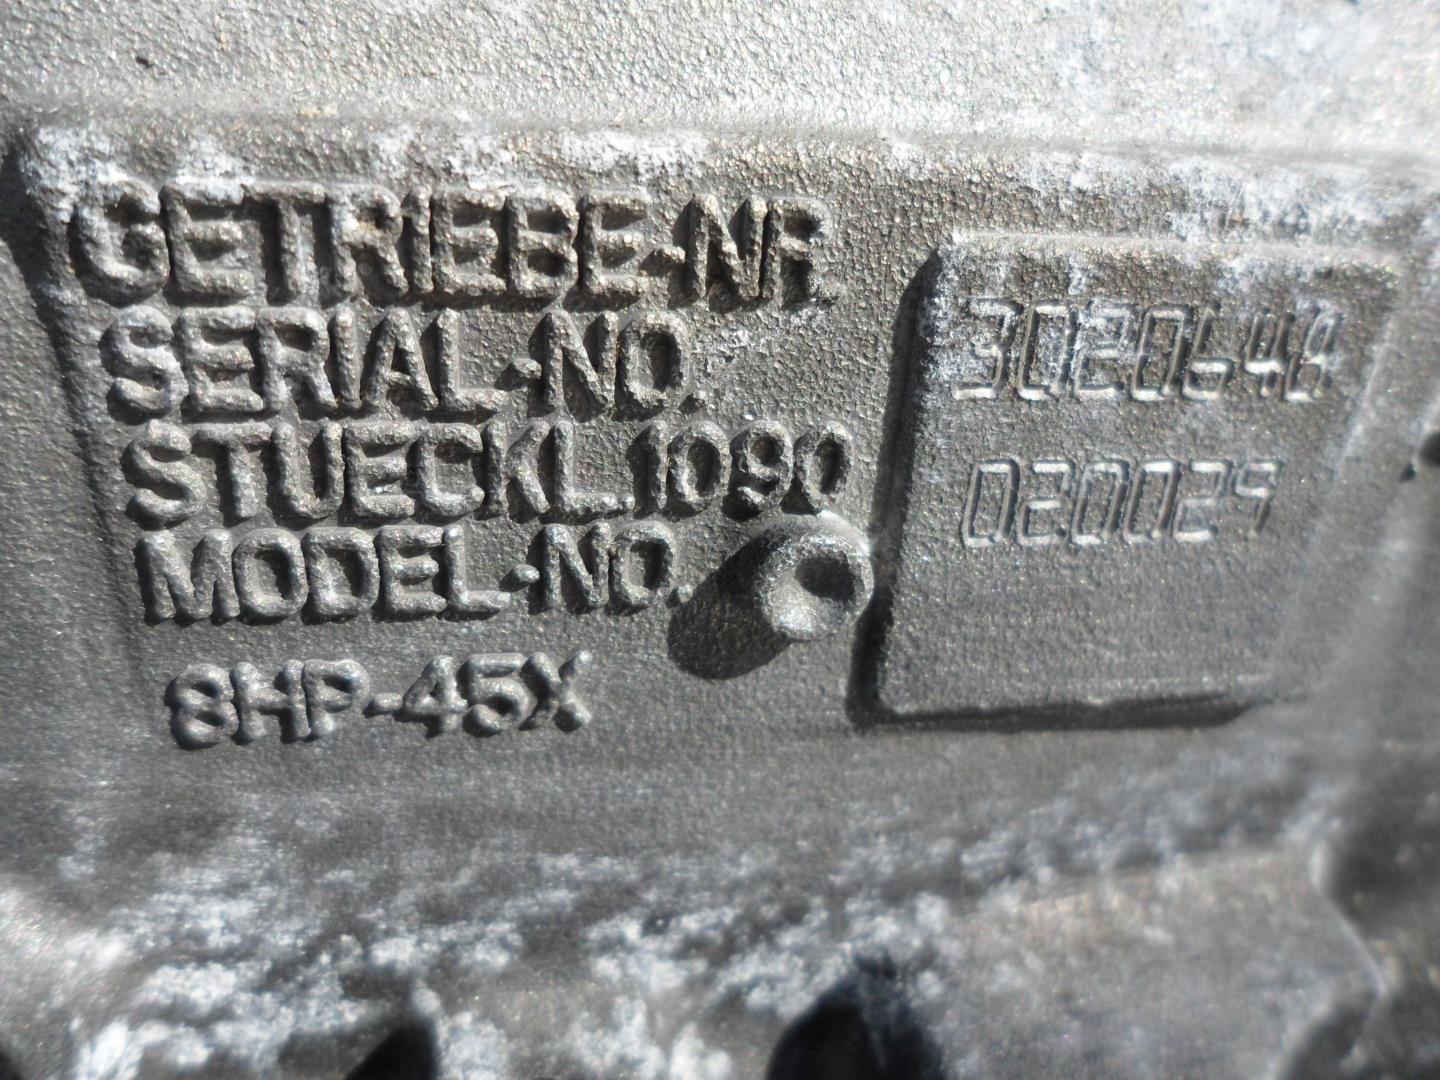 GETRIEBE-NR
SERIAL-NO.
STUECKL.1090
MODEL-NO.
8HP-45X
3020648
020029